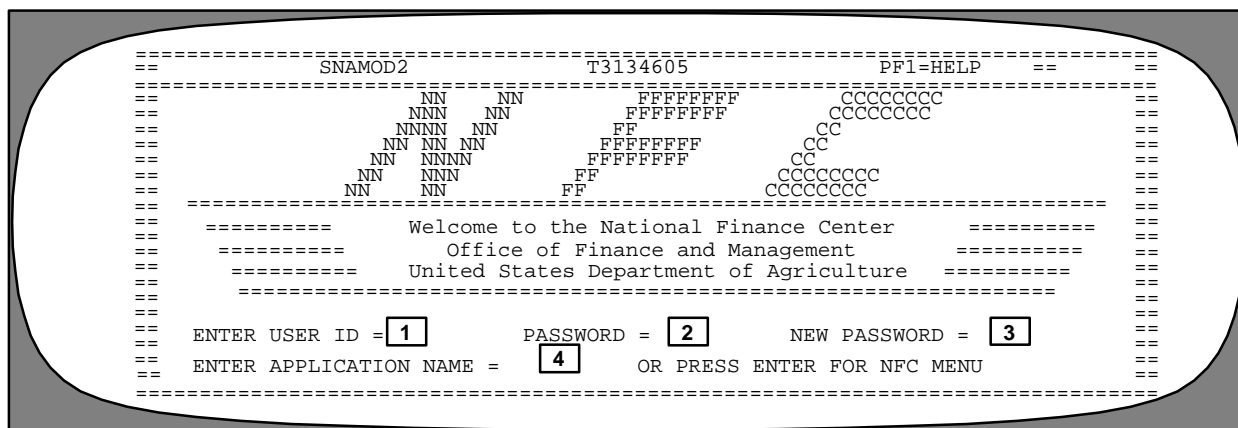 ==============================================================================
== SNAMOD2 T3134605 PF1=HELP == ==
==============================================================================
== NN NN FFFFFFFF CCCCCCCC ==
== NNN NN FFFFFFFF CCCCCCCC ==
== NNNN NN FF CC ==
== NN NN NN FFFFFFFF CC ==
== NN NNNN FFFFFFFF CC ==
== NN NNN FF CCCCCCCC ==
== NN NN FF CCCCCCCC ==
== ====================================================================== ==
== ========== Welcome to the National Finance Center ========== ==
== ========== Office of Finance and Management ========== ==
== ========== United States Department of Agriculture ========== ==
== ================================================================= ==
== ENTER USER ID = 1 PASSWORD = 2 NEW PASSWORD = 3 ==
== ENTER APPLICATION NAME = 4 OR PRESS ENTER FOR NFC MENU ==
==============================================================================